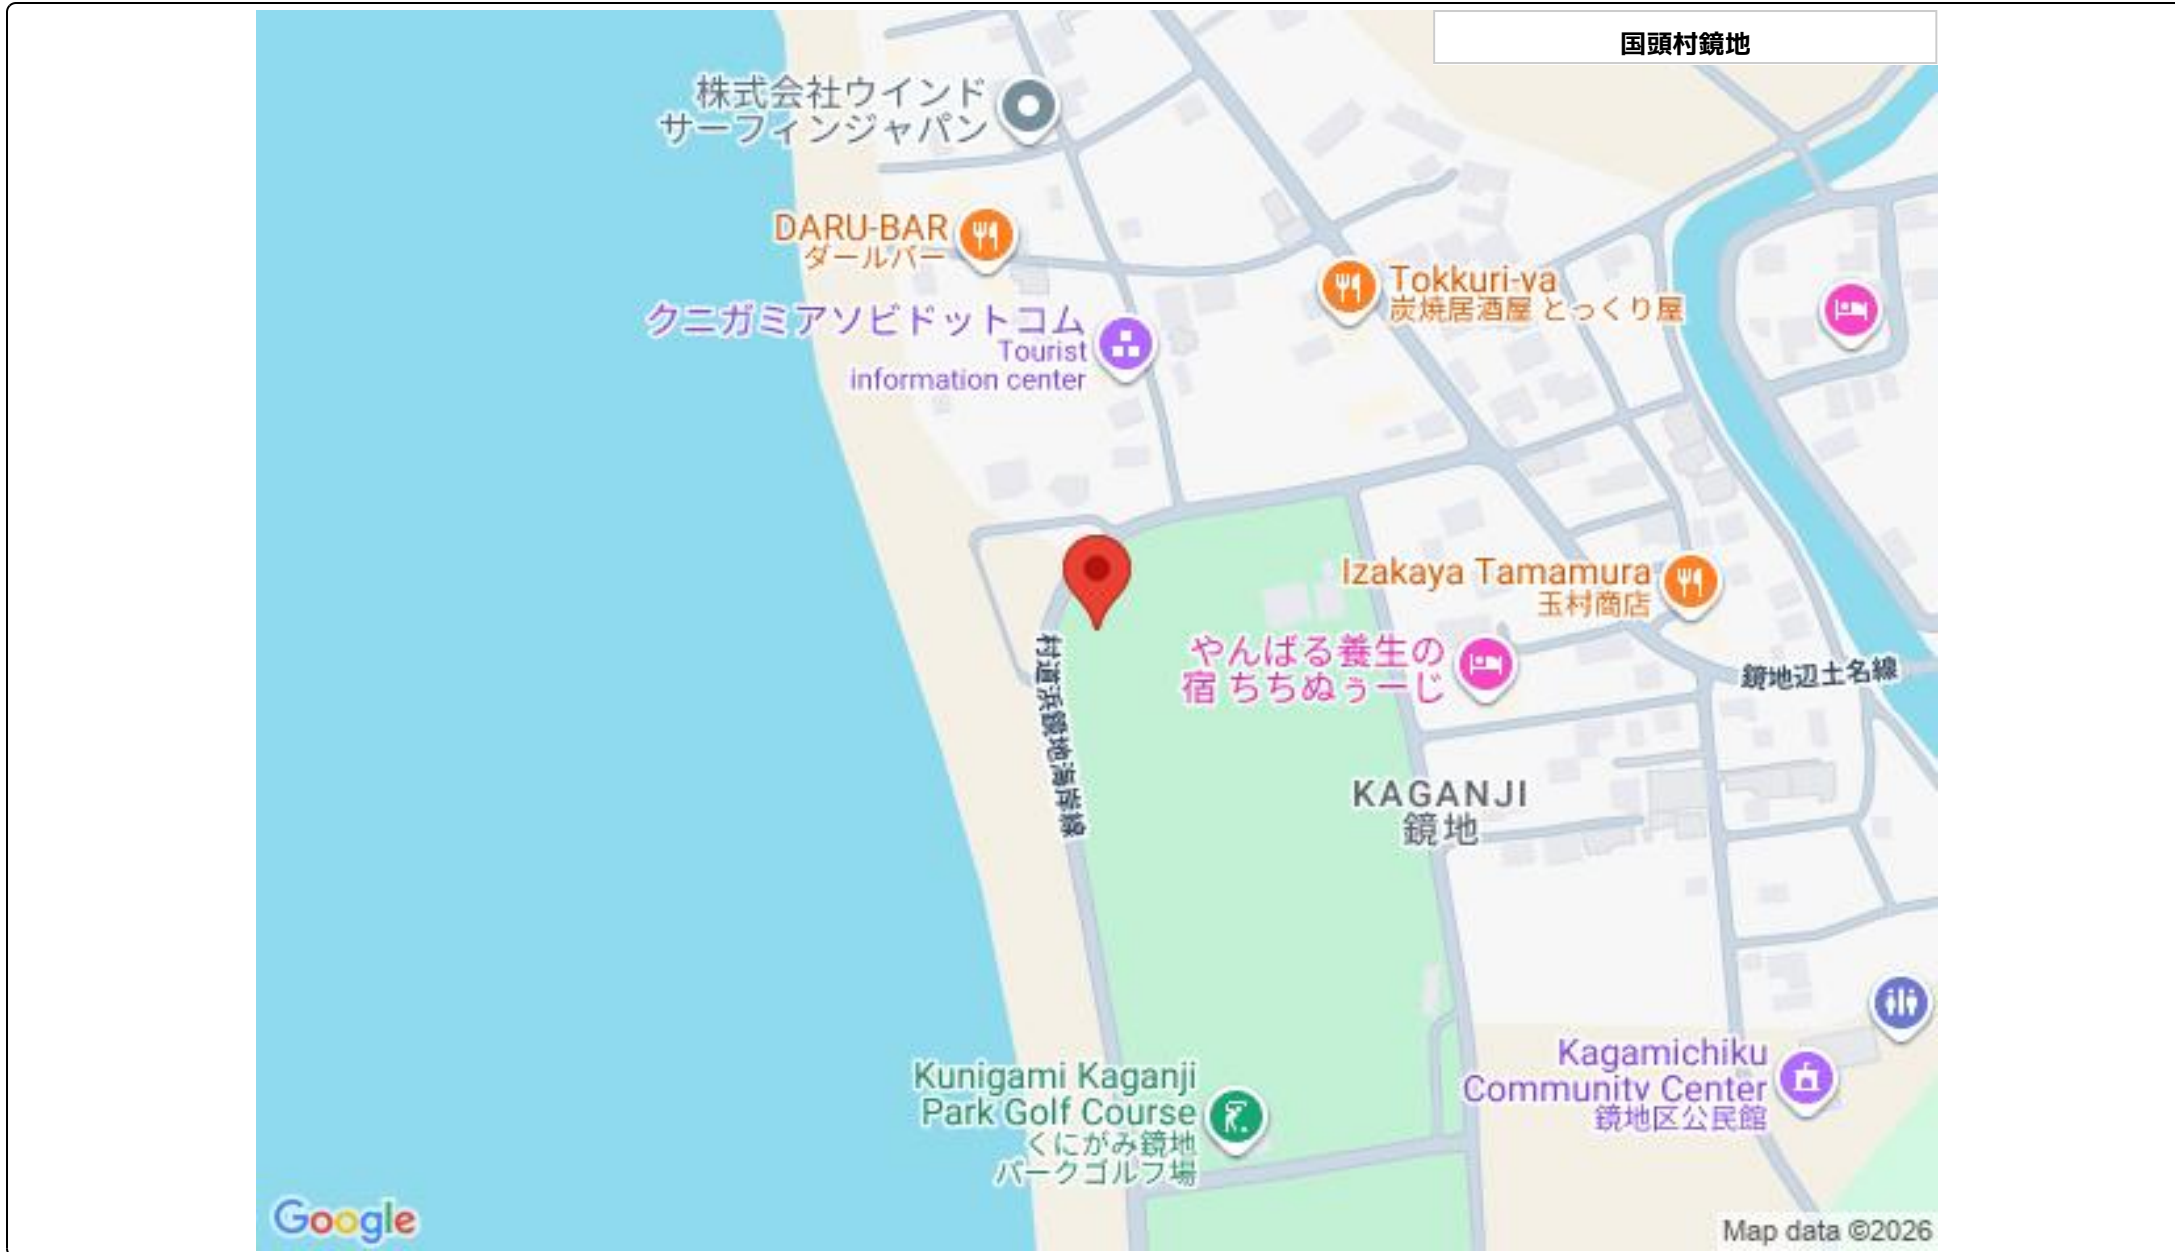 国頭村鏡地
株式会社ウインド
サーフィンジャパン
DARU-BAR
ダールバー
Tokkuri-ya
炭焼居酒屋 とっくり屋
クニガミアソビドットコム
Tourist
information center
Izakaya Tamamura
玉村商店
やんばる養生の
宿 ちちぬぅーじ
鏡地辺土名線
村道浜鏡地海岸線
KAGANJI
鏡地
Kagamichiku
Community Center
鏡地区公民館
Kunigami Kaganji
Park Golf Course
くにがみ鏡地
パークゴルフ場
Google
Map data ©2026